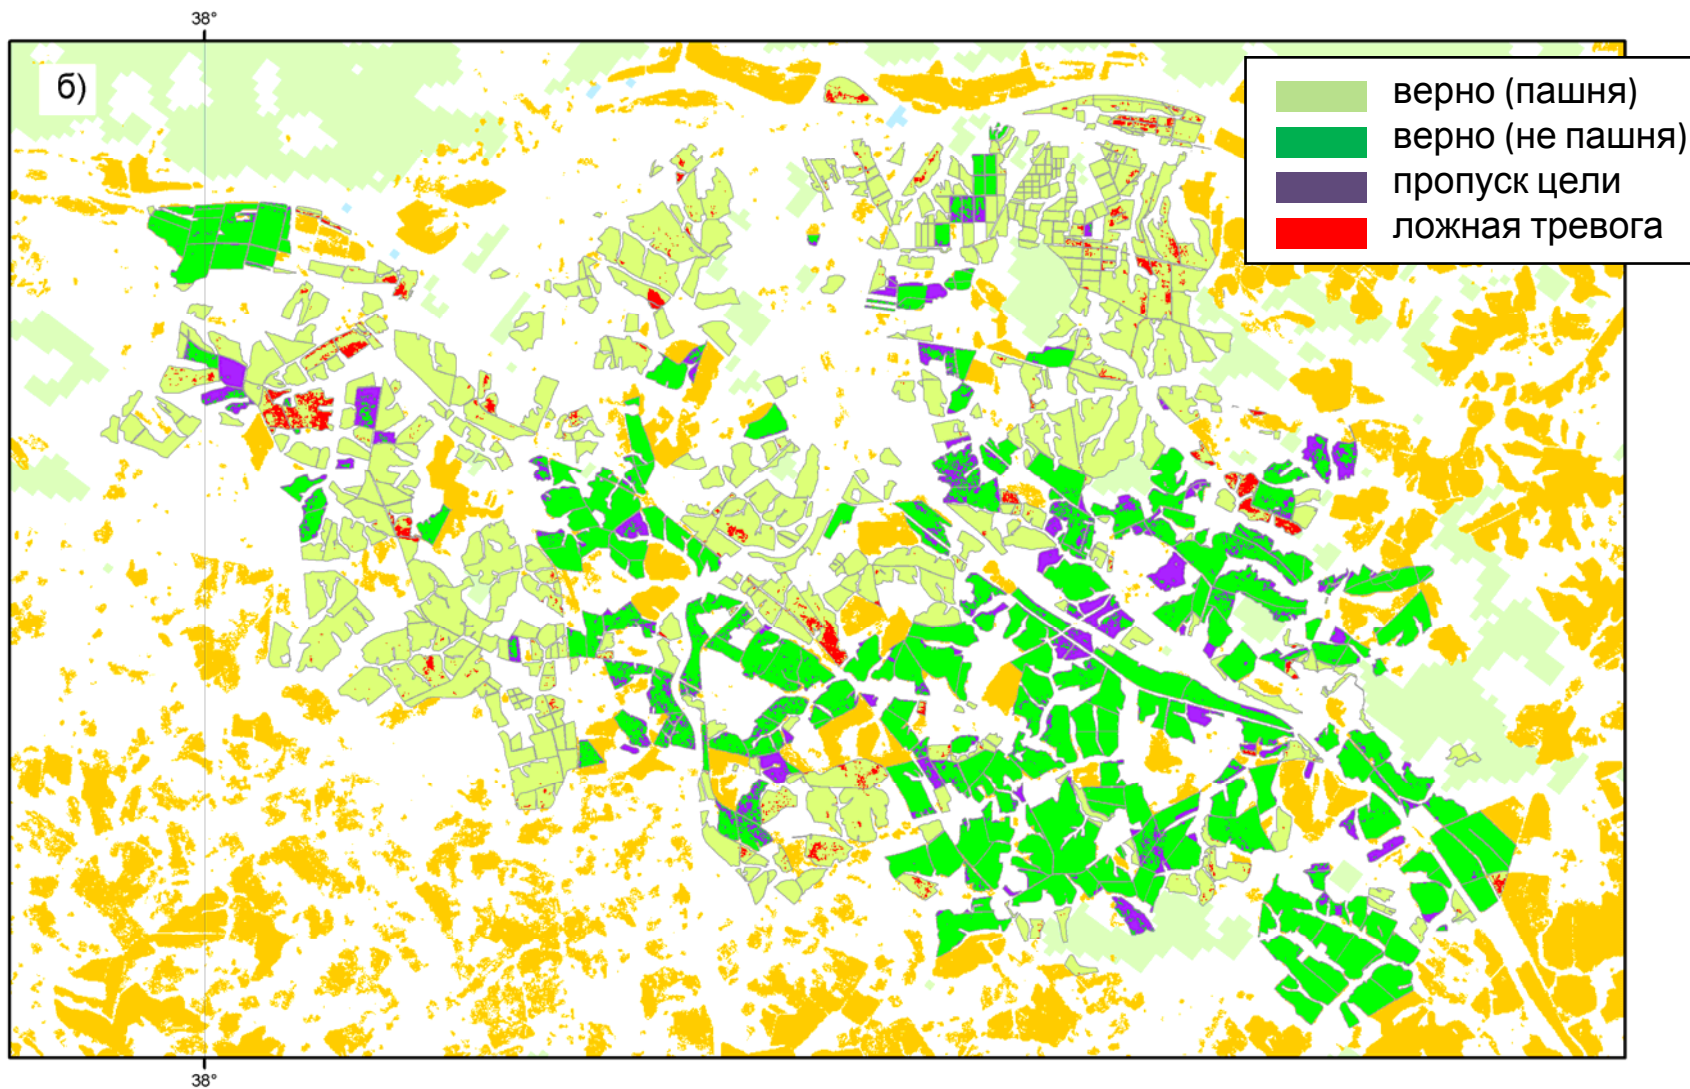 38°
б)
верно (пашня)
верно (не пашня)
пропуск цели
ложная тревога
38°